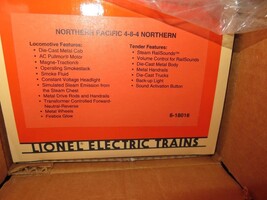 NORTHERN PACIFIC 4-8-4 NORTHERN
Locomotive Features:
• Die-Cast Metal Cab
• AC Pullmor® Motor
• Magne-Traction®
• Operating Smokestack
• Smoke Fluid
• Constant Voltage Headlight
• Simulated Steam Emission from
the Steam Chest
• Metal Drive Rods and Handrails
• Transformer Controlled Forward-
Neutral-Reverse
• Metal Wheels
• Firebox Glow
Tender Features:
• Steam RailSounds™
• Volume Control for RailSounds
• Die-Cast Metal Body
• Metal Handrails
• Die-Cast Trucks
• Back-up Light
• Sound Activation Button
6-18016
LIONEL ELECTRIC TRAINS